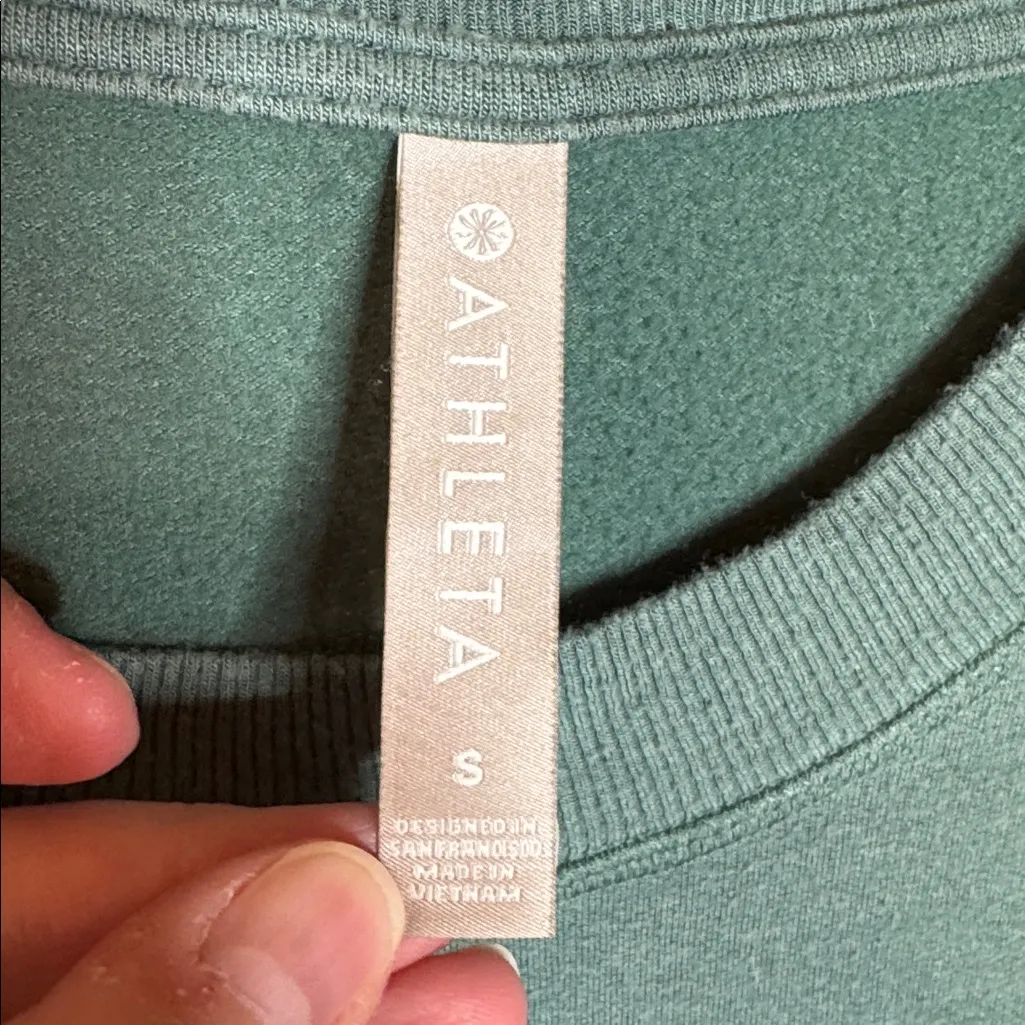 ATHLETA
S
DESIGNED IN
SAN FRANCISCO
MADE IN
VIETNAM